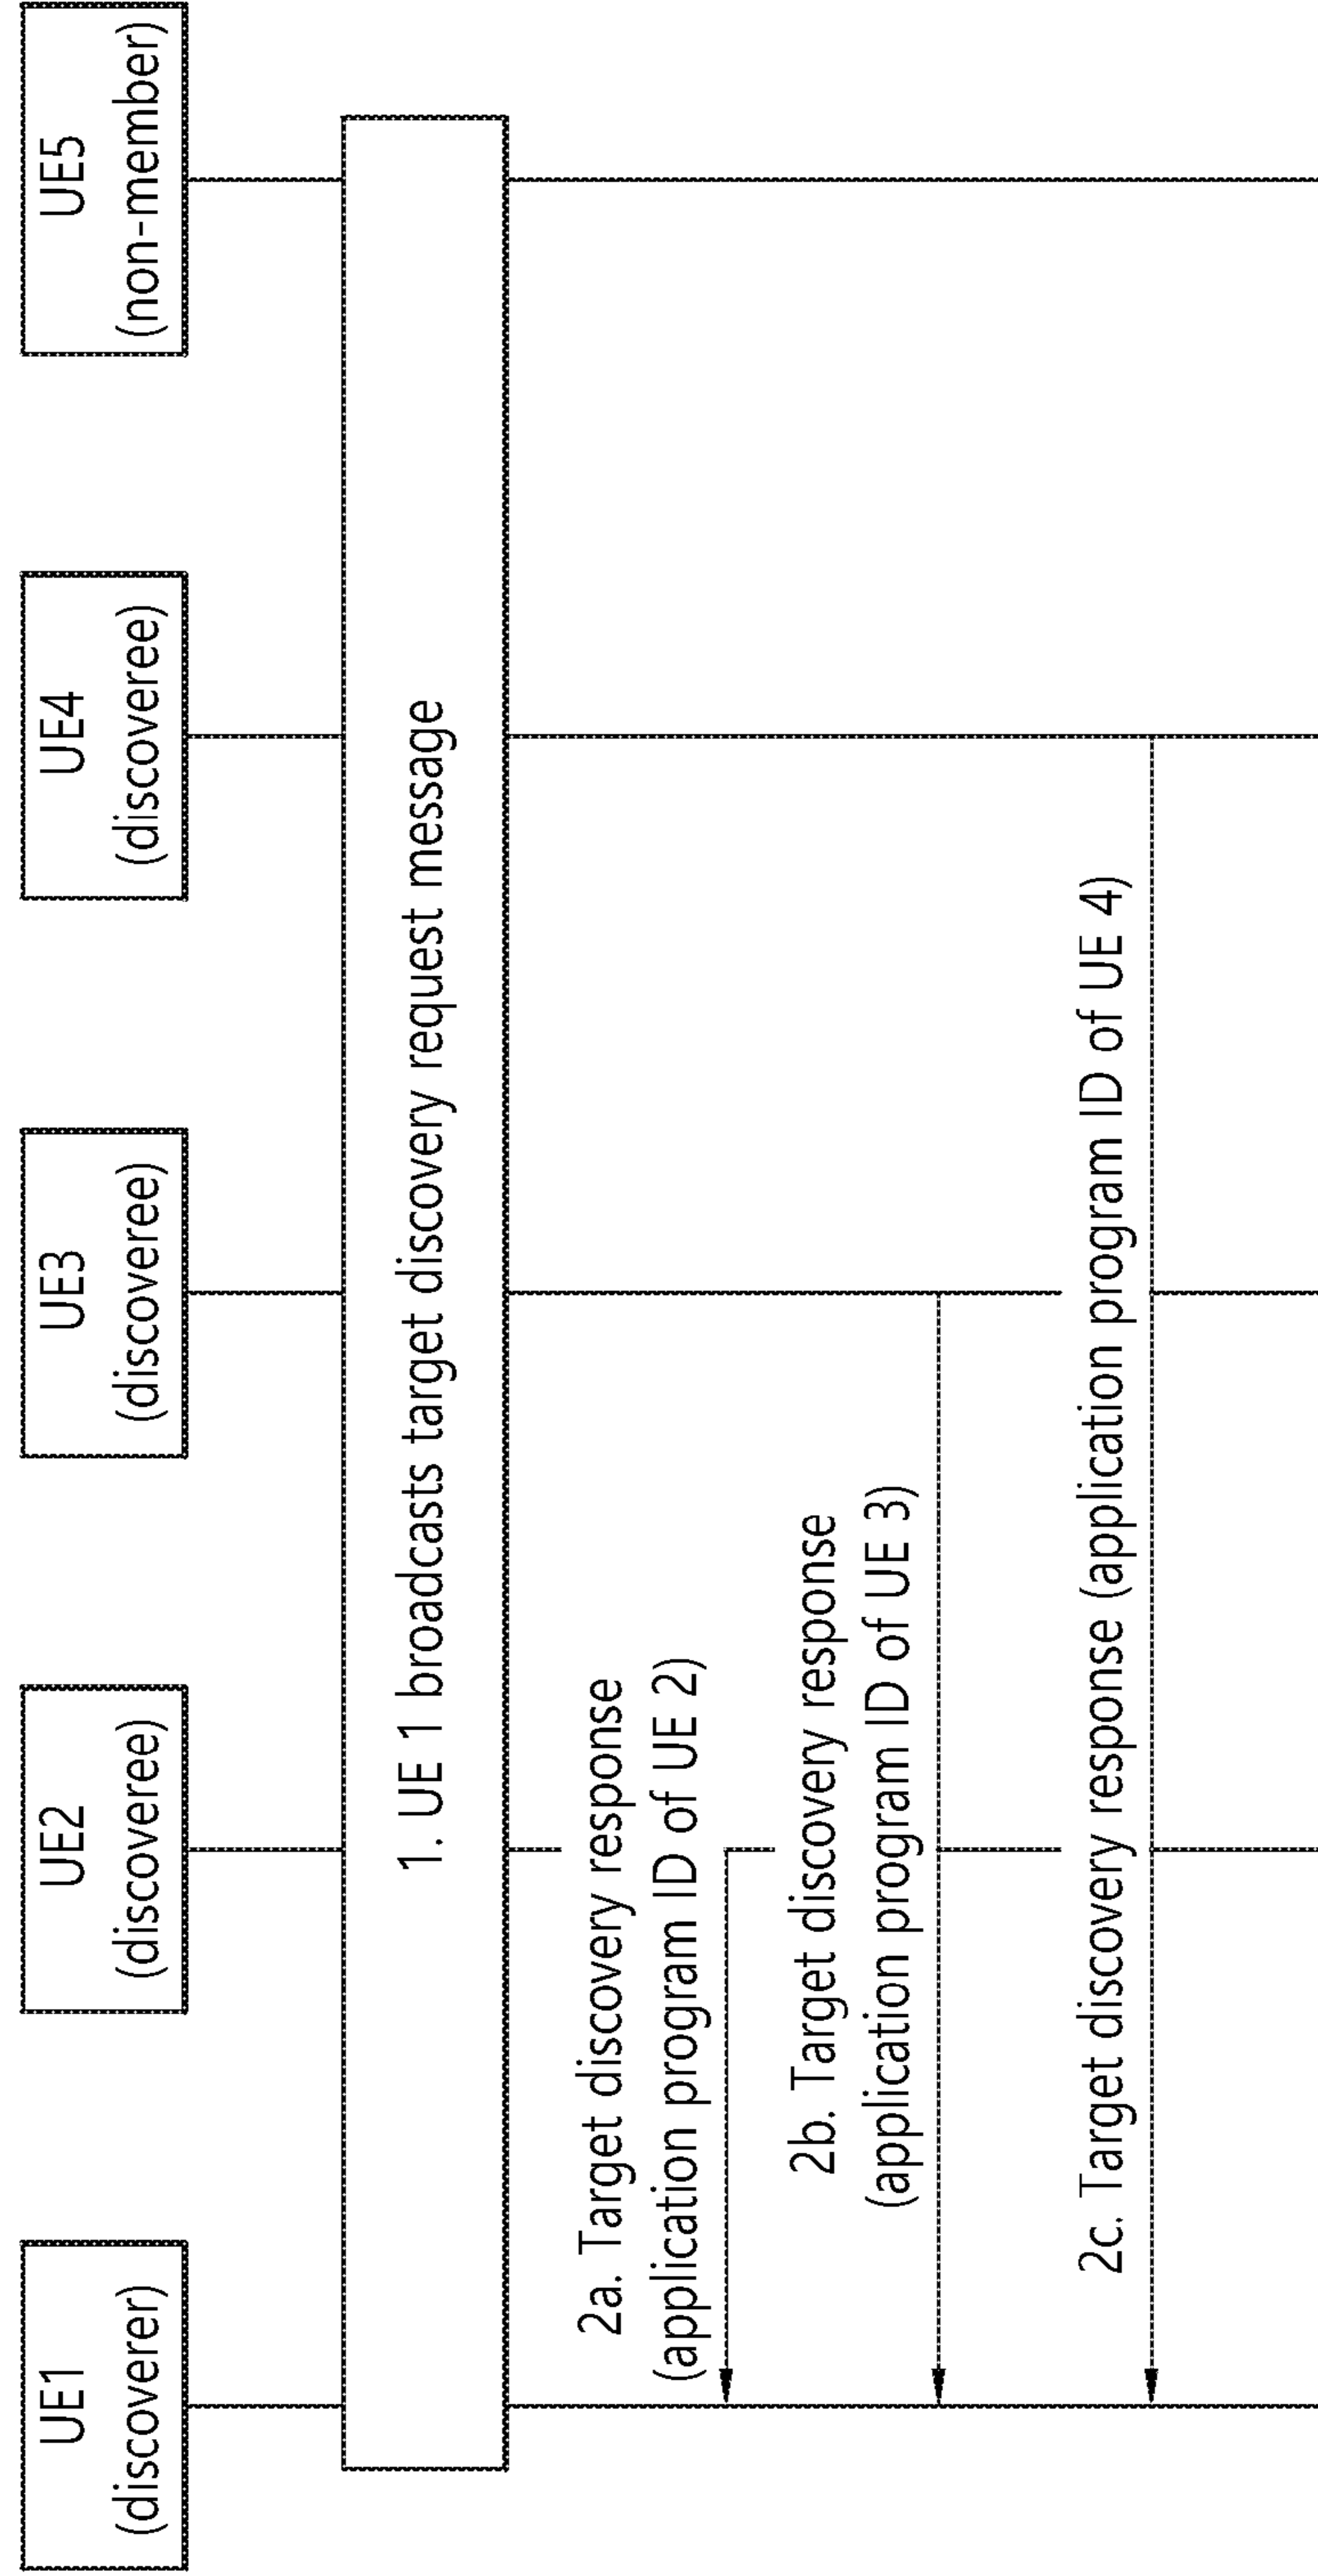 UE1
(discoverer)
UE2
(discoveree)
UE3
(discoveree)
UE4
(discoveree)
UE5
(non-member)
1. UE 1 broadcasts target discovery request message
2a. Target discovery response
(application program ID of UE 2)
2b. Target discovery response
(application program ID of UE 3)
2c. Target discovery response (application program ID of UE 4)